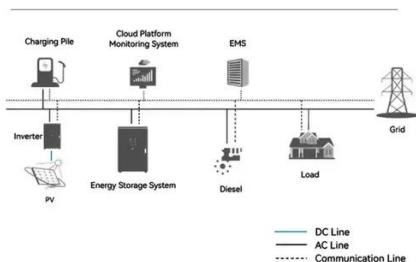 Charging Pile
Cloud Platform
Monitoring System
EMS
Grid
Inverter
PV
Energy Storage System
Diesel
Load
DC Line
AC Line
Communication Line